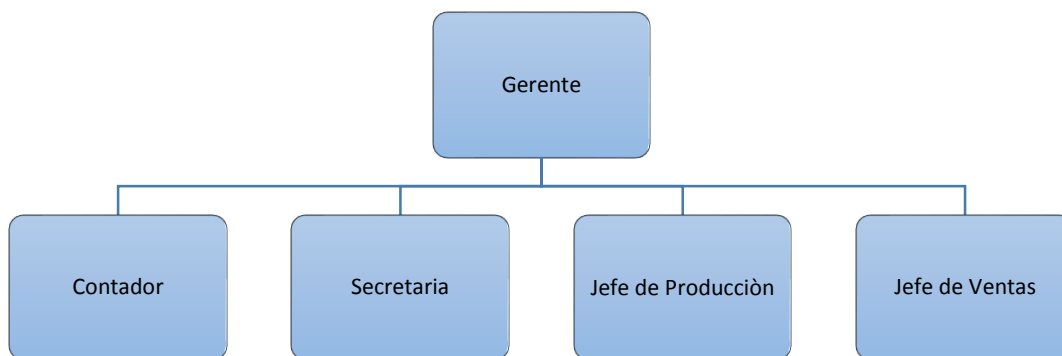 Gerente
Contador
Secretaria
Jefe de Producciòn
Jefe de Ventas